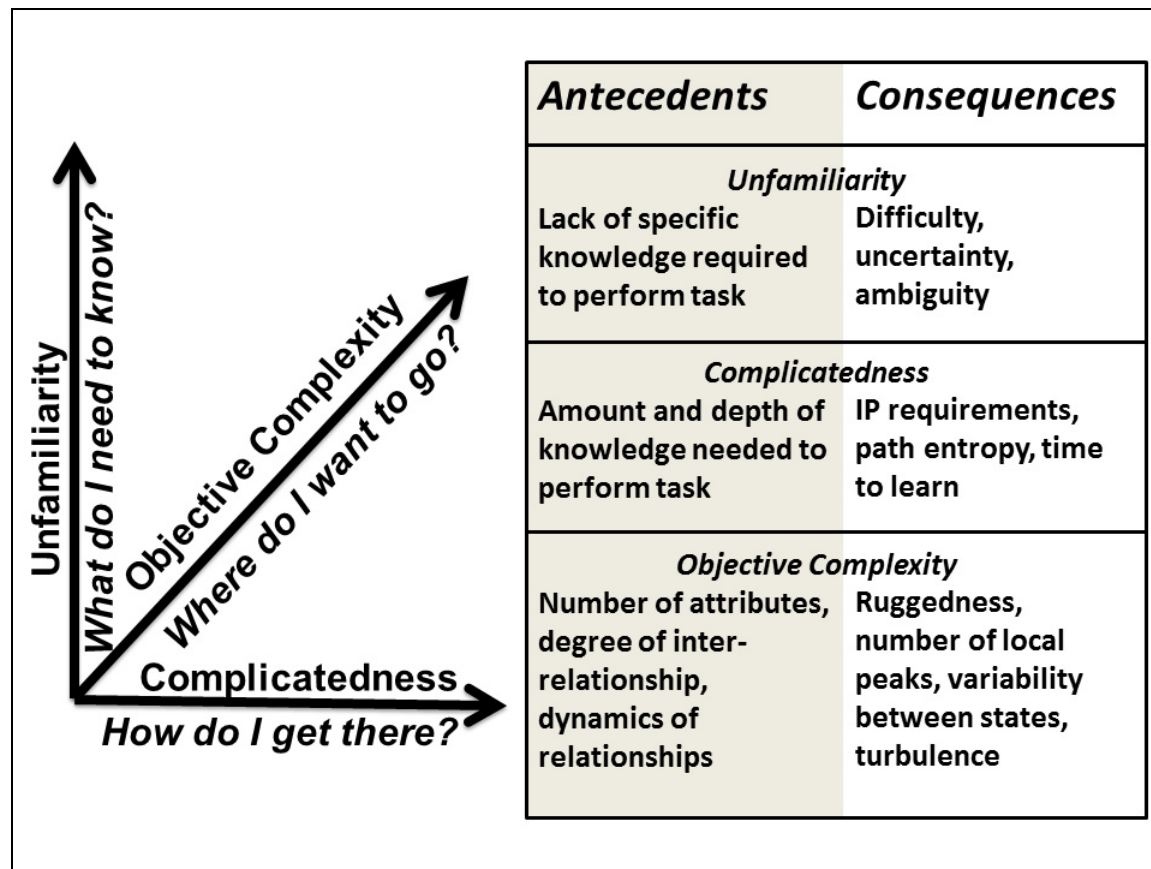 Unfamiliarity
What do I need to know?
Objective Complexity
Where do I want to go?
Complicatedness
How do I get there?
Antecedents Consequences
Unfamiliarity
Lack of specific
knowledge required
to perform task
Difficulty,
uncertainty,
ambiguity
Complicatedness
Amount and depth of
knowledge needed to
perform task
IP requirements,
path entropy, time
to learn
Objective Complexity
Number of attributes,
degree of inter-
relationship,
dynamics of
relationships
Ruggedness,
number of local
peaks, variability
between states,
turbulence